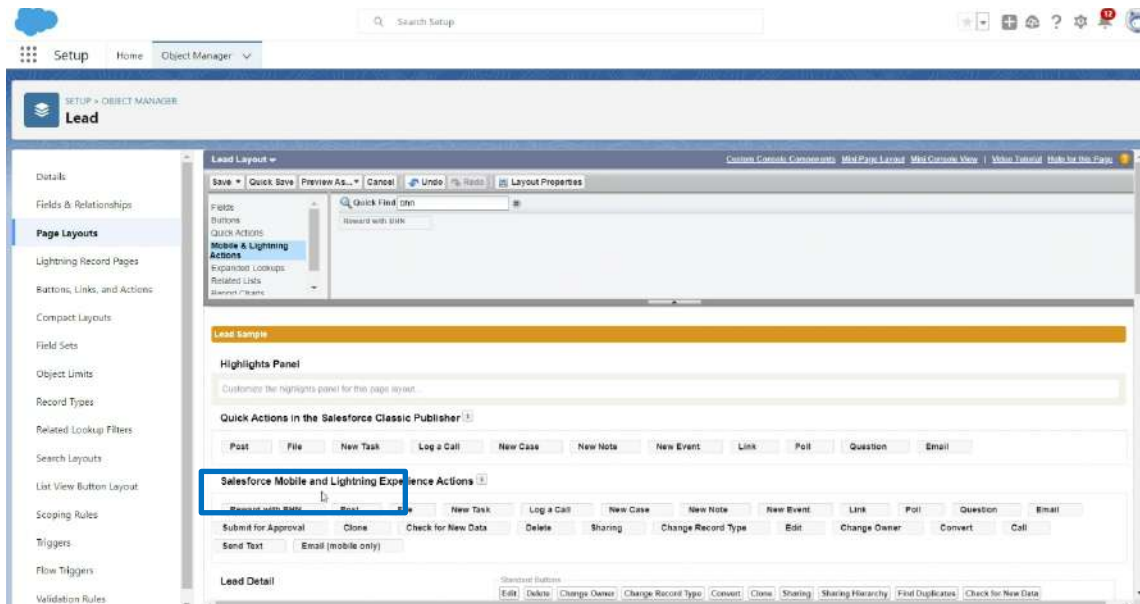 Search Setup
12
Setup Home Object Manager
SETUP > OBJECT MANAGER
Lead
Details
Fields & Relationships
Page Layouts
Lightning Record Pages
Buttons, Links, and Actions
Compact Layouts
Field Sets
Object Limits
Record Types
Related Lookup Filters
Search Layouts
List View Button Layout
Scoping Rules
Triggers
Flow Triggers
Validation Rules
Lead Layout
Custom Console Components Mini Page Layout Mini Console View | Video Tutorial Help for this Page
Save Quick Save Preview As... Cancel Undo Redo Layout Properties
Fields
Buttons
Quick Actions
Mobile & Lightning
Actions
Expanded Lookups
Related Lists
Report Charts
Quick Find bhn
Reward with BHN
Lead Sample
Highlights Panel
Customize the highlights panel for this page layout...
Quick Actions in the Salesforce Classic Publisher
Post File New Task Log a Call New Case New Note New Event Link Poll Question Email
Salesforce Mobile and Lightning Experience Actions
Reward with BHN Post File New Task Log a Call New Case New Note New Event Link Poll Question Email
Submit for Approval Clone Check for New Data Delete Sharing Change Record Type Edit Change Owner Convert Call
Send Text Email (mobile only)
Lead Detail
Standard Buttons
Edit Delete Change Owner Change Record Type Convert Clone Sharing Sharing Hierarchy Find Duplicates Check for New Data